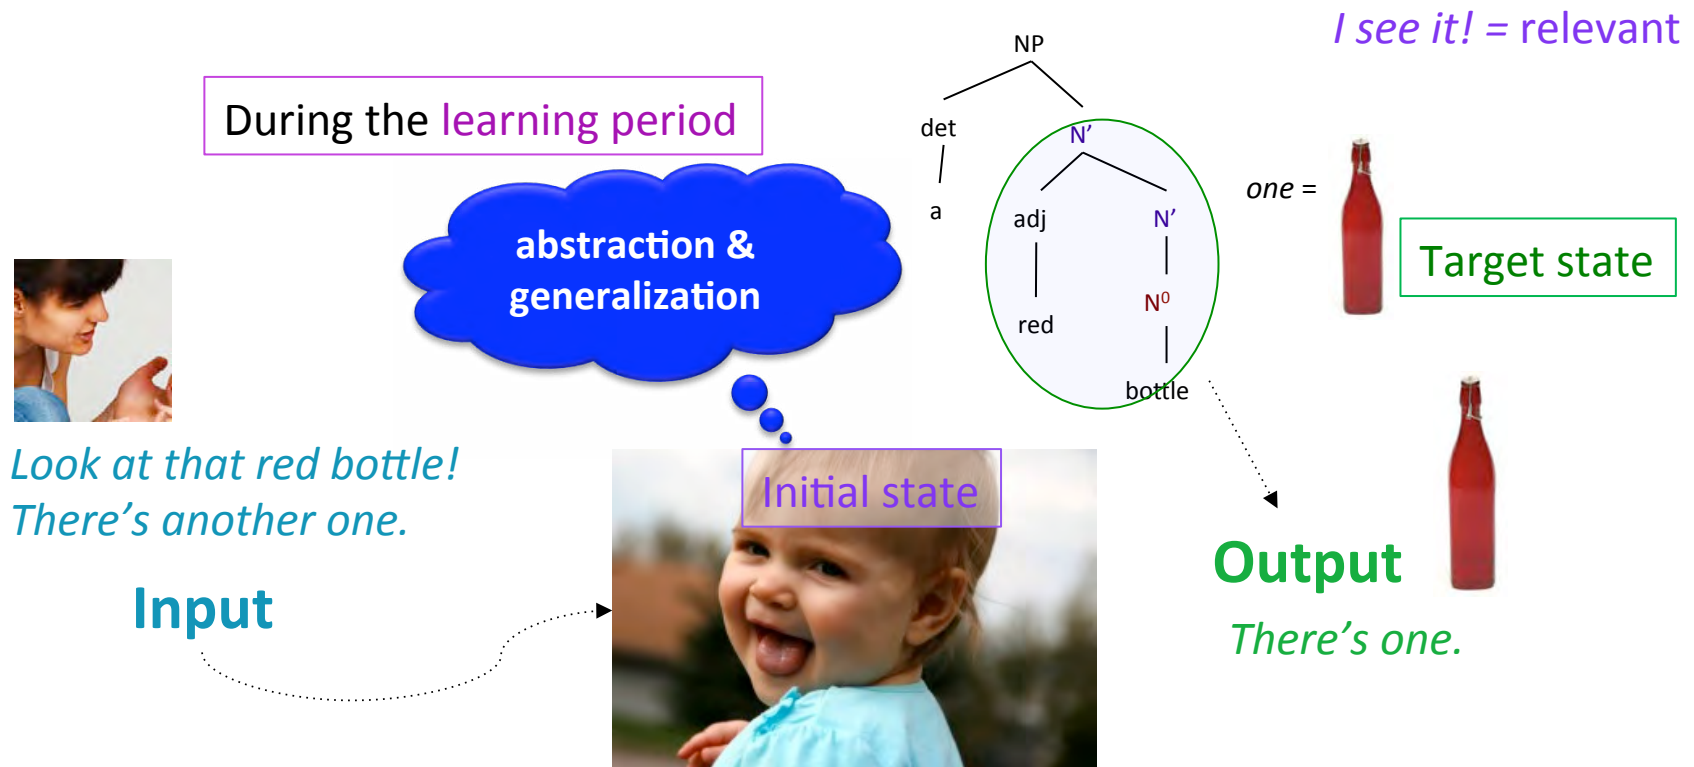 I see it! = relevant
During the learning period
NP
det
N’
a
adj
N’
one =
red
N⁰
bottle
Target state
abstraction &
generalization
Look at that red bottle!
There’s another one.
Input
Initial state
Output
There’s one.